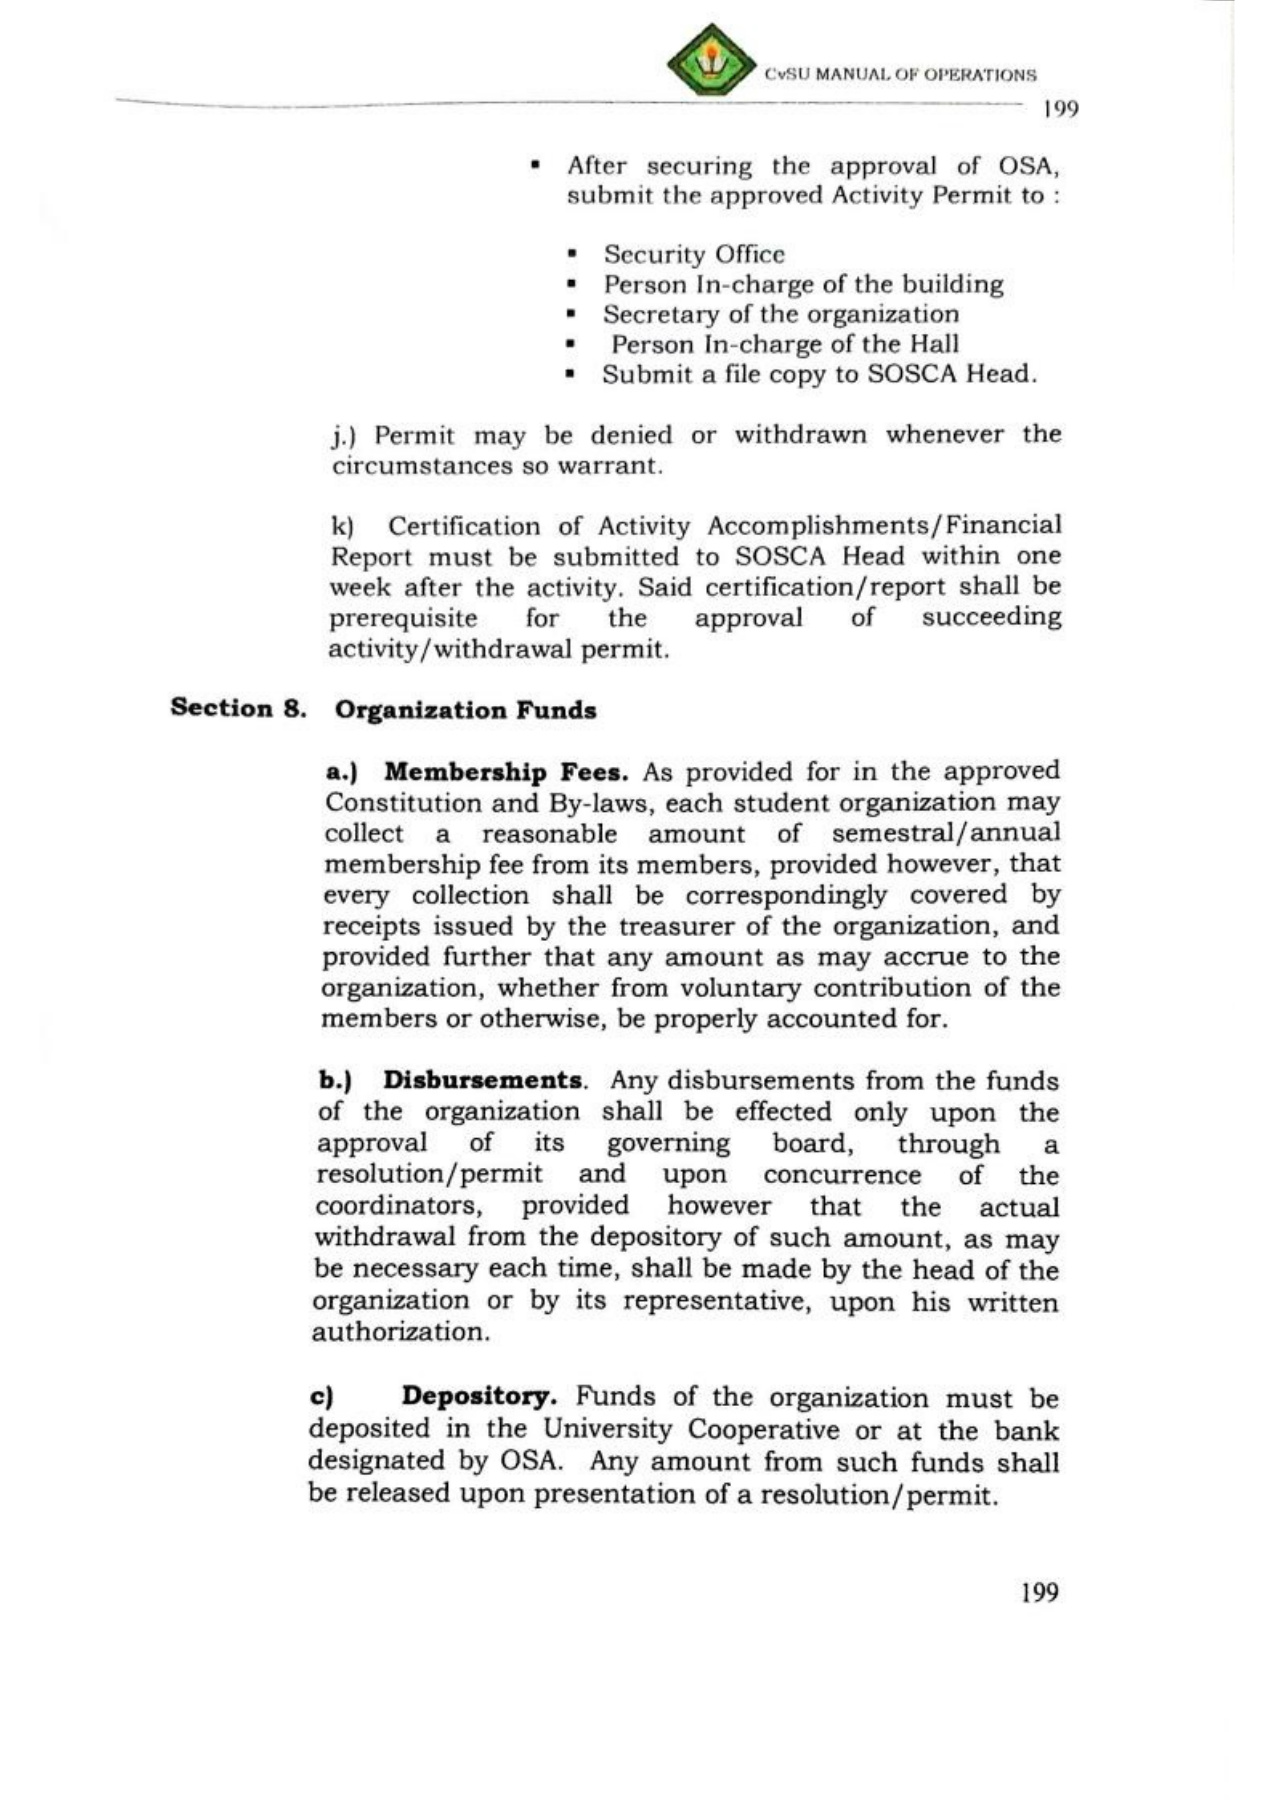 CvSU MANUAL OF OPERATIONS
199
▪ After securing the approval of OSA,
submit the approved Activity Permit to :
▪ Security Office
▪ Person In-charge of the building
▪ Secretary of the organization
▪ Person In-charge of the Hall
▪ Submit a file copy to SOSCA Head.
j.) Permit may be denied or withdrawn whenever the
circumstances so warrant.
k) Certification of Activity Accomplishments/Financial
Report must be submitted to SOSCA Head within one
week after the activity. Said certification/report shall be
prerequisite for the approval of succeeding
activity/withdrawal permit.
Section 8. Organization Funds
a.) Membership Fees. As provided for in the approved
Constitution and By-laws, each student organization may
collect a reasonable amount of semestral/annual
membership fee from its members, provided however, that
every collection shall be correspondingly covered by
receipts issued by the treasurer of the organization, and
provided further that any amount as may accrue to the
organization, whether from voluntary contribution of the
members or otherwise, be properly accounted for.
b.) Disbursements. Any disbursements from the funds
of the organization shall be effected only upon the
approval of its governing board, through a
resolution/permit and upon concurrence of the
coordinators, provided however that the actual
withdrawal from the depository of such amount, as may
be necessary each time, shall be made by the head of the
organization or by its representative, upon his written
authorization.
c) Depository. Funds of the organization must be
deposited in the University Cooperative or at the bank
designated by OSA. Any amount from such funds shall
be released upon presentation of a resolution/permit.
199